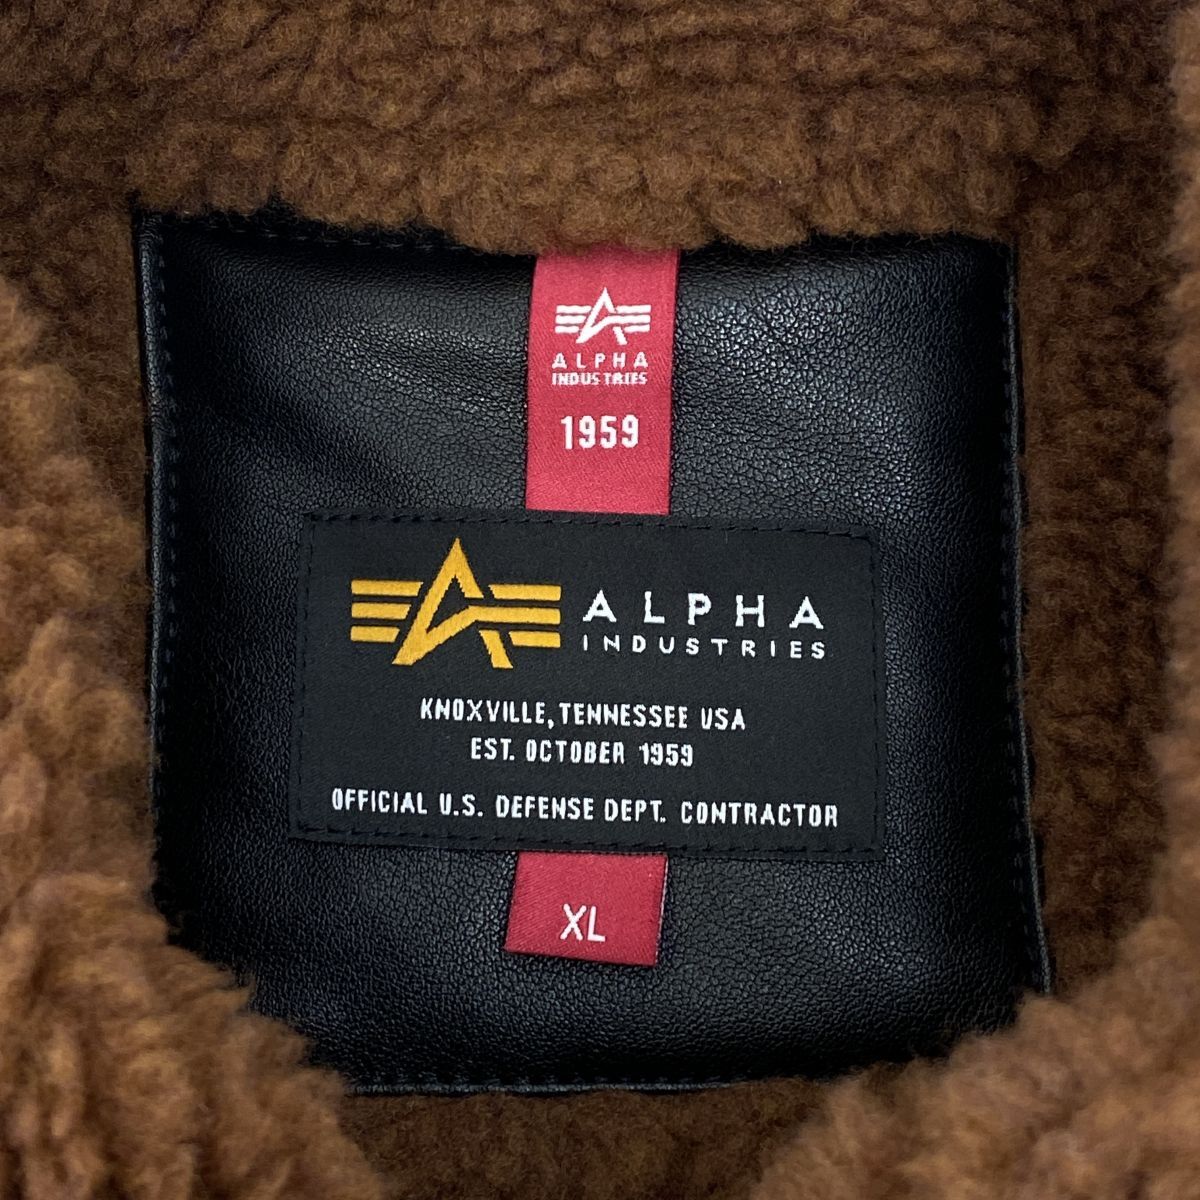 ALPHA
INDUSTRIES
1959
ALPHA
INDUSTRIES
KNOXVILLE, TENNESSEE USA
EST. OCTOBER 1959
OFFICIAL U.S. DEFENSE DEPT. CONTRACTOR
XL